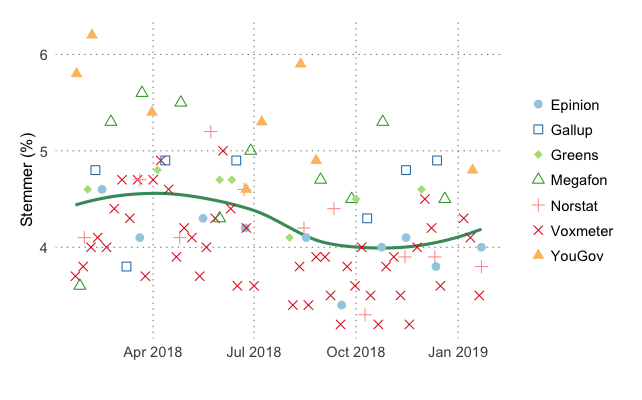 6
5
4
Stemmer (%)
Apr 2018
Jul 2018
Oct 2018
Jan 2019
Epinion
Gallup
Greens
Megafon
Norstat
Voxmeter
YouGov